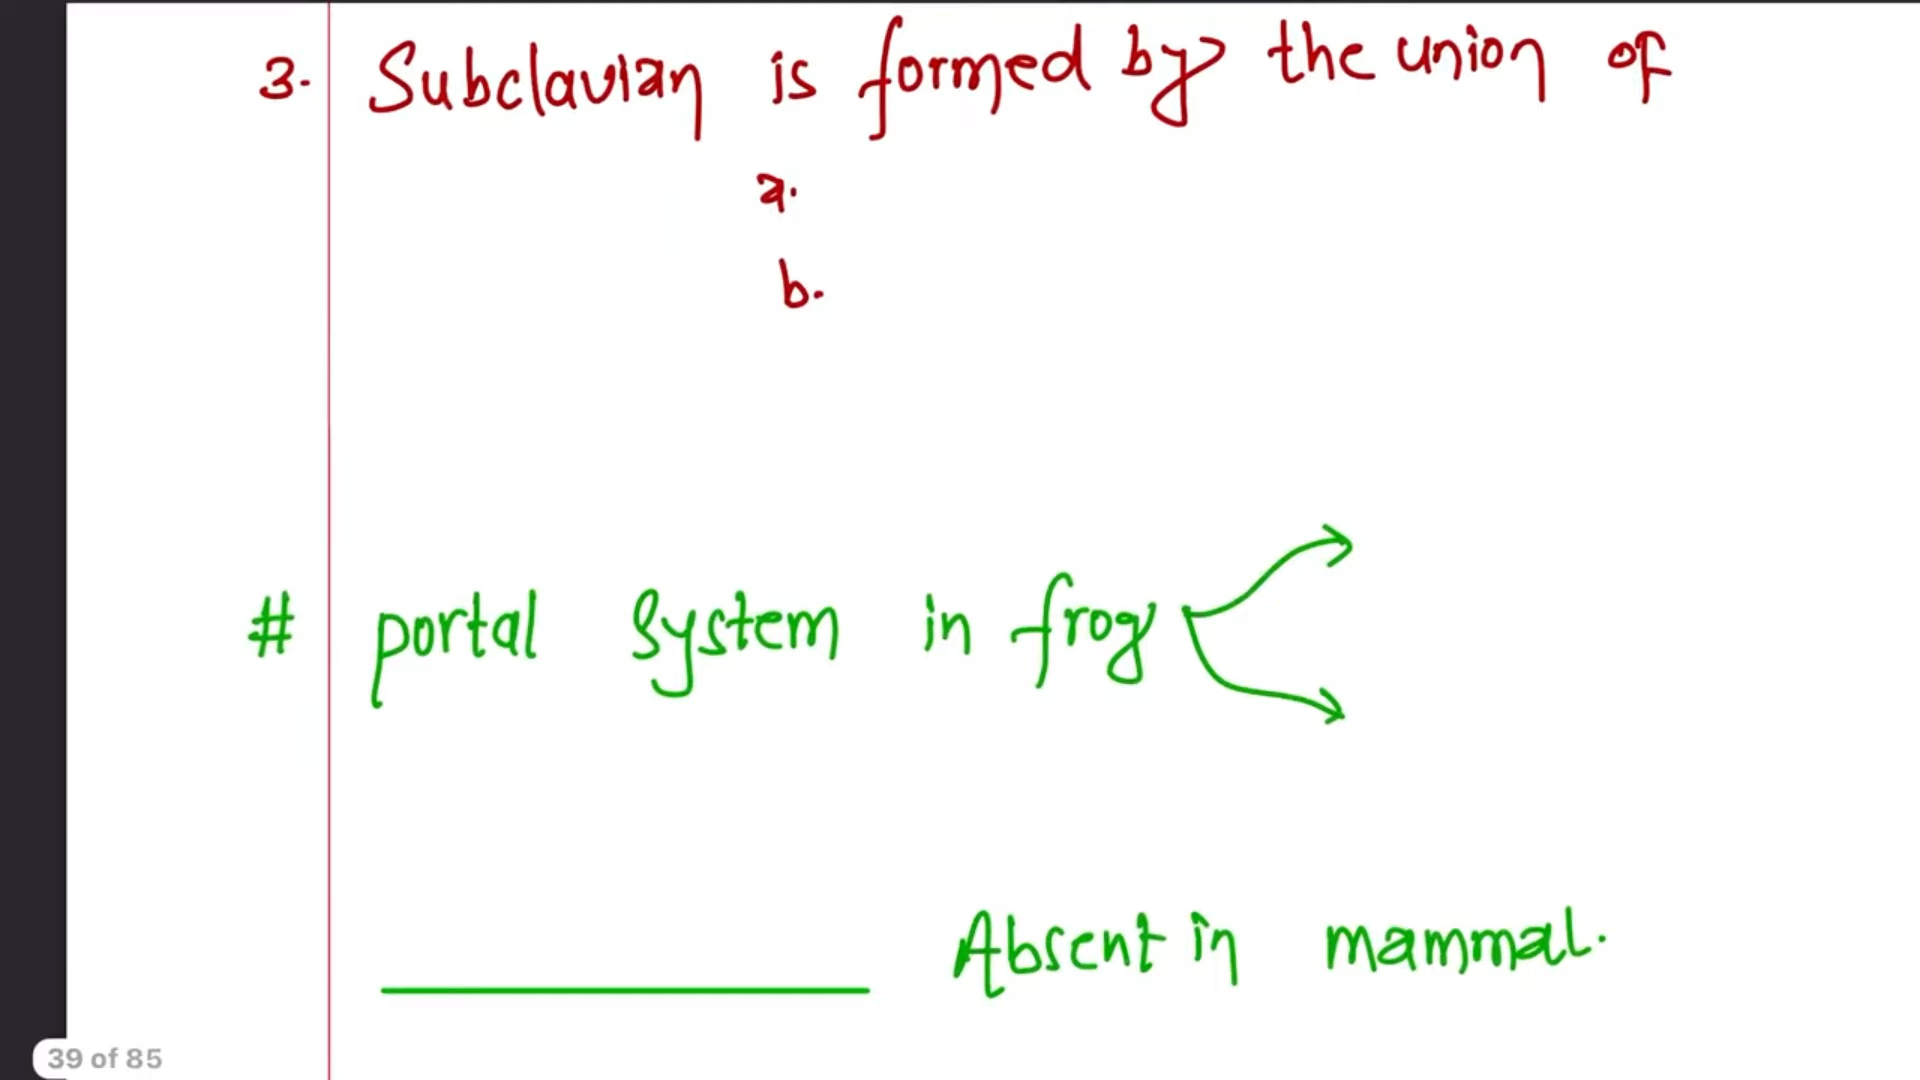 3. Subclavian is formed by the union of
a.
b.
# portal System in frog
Absent in mammal.
39 of 85